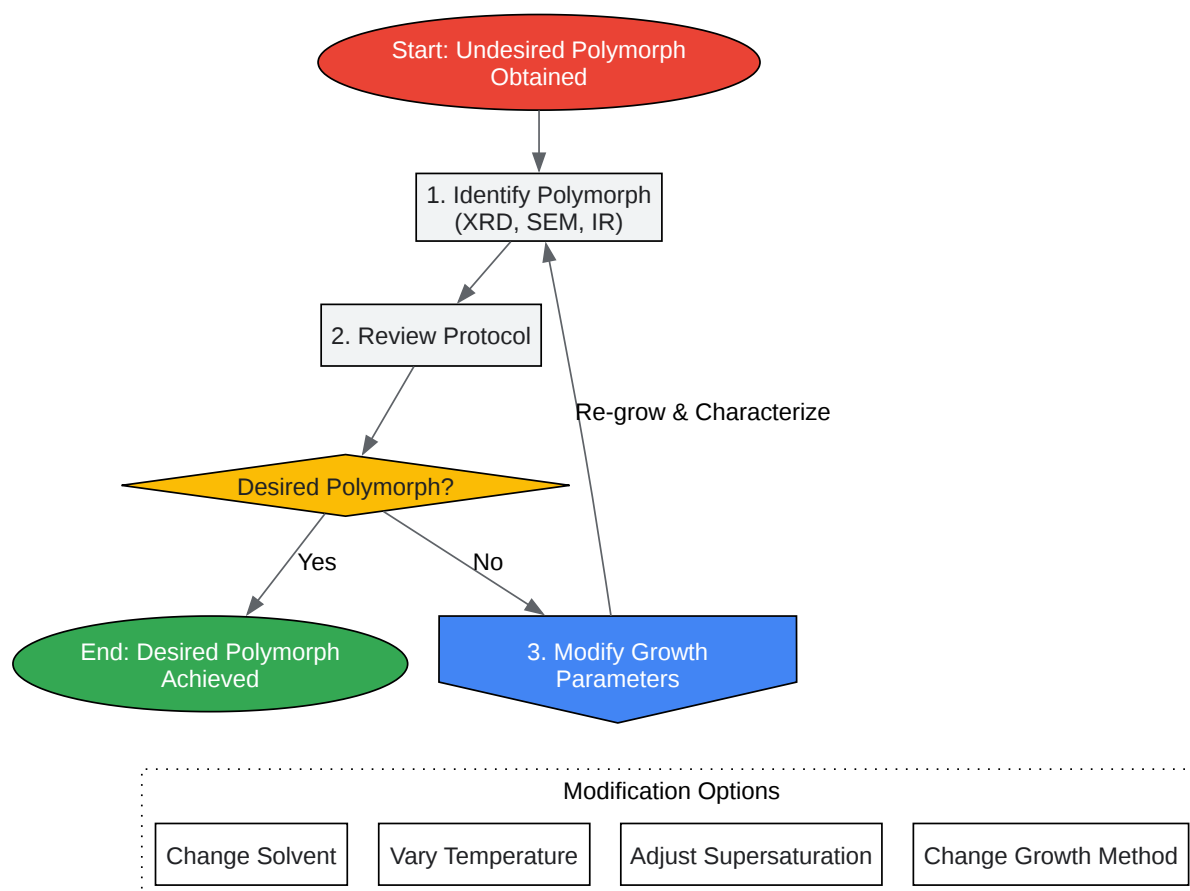 Start: Undesired Polymorph
Obtained
1. Identify Polymorph
(XRD, SEM, IR)
2. Review Protocol
Re-grow & Characterize
Desired Polymorph?
Yes
No
End: Desired Polymorph
Achieved
3. Modify Growth
Parameters
Modification Options
Change Solvent
Vary Temperature
Adjust Supersaturation
Change Growth Method